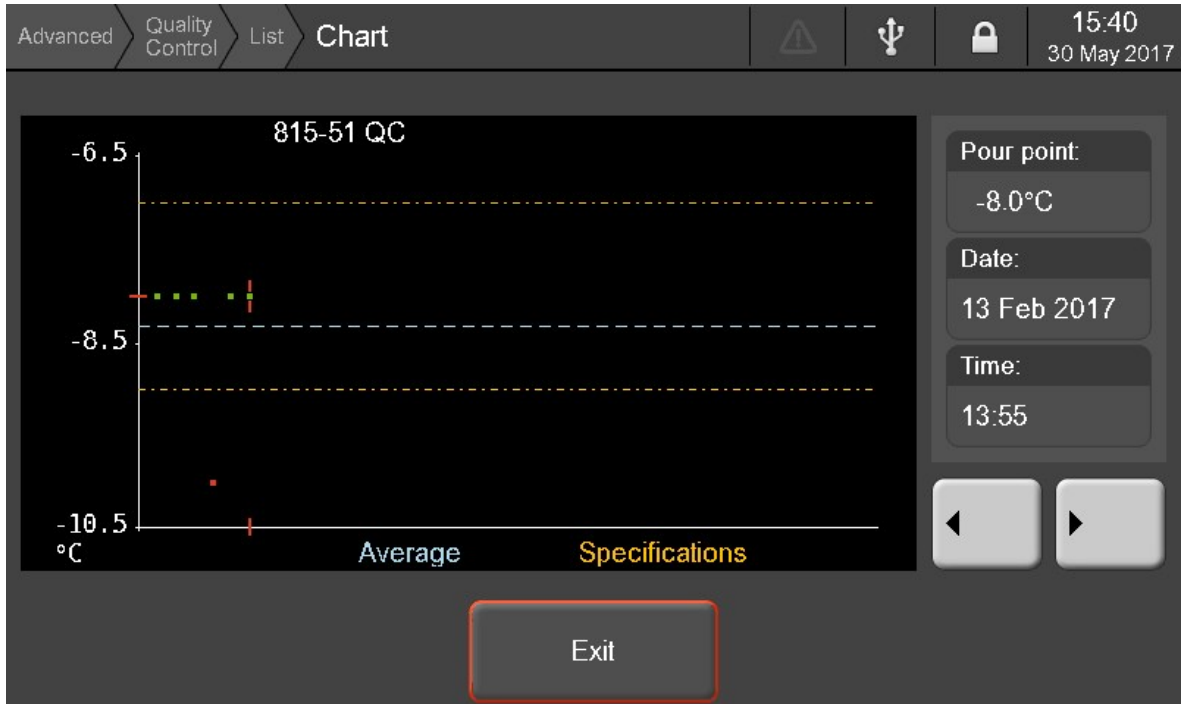 Advanced
Quality
Control
List
Chart
15:40
30 May 2017
815-51 QC
-6.5
-8.5
-10.5
°C
Average
Specifications
Pour point:
-8.0°C
Date:
13 Feb 2017
Time:
13:55
Exit